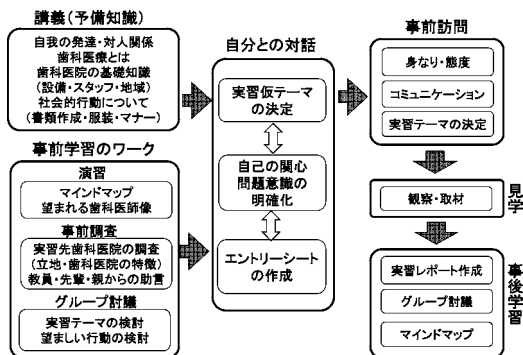 講義(予備知識)
自我の発達・対人関係
歯科医療とは
歯科医院の基礎知識
(設備・スタッフ・地域)
社会的行動について
(書類作成・服装・マナー)
事前学習のワーク
演習
マインドマップ
望まれる歯科医師像
事前調査
実習先歯科医院の調査
(立地・歯科医院の特徴)
教員・先輩・親からの助言
グループ討議
実習テーマの検討
望ましい行動の検討
自分との対話
実習仮テーマ
の決定
自己の関心
問題意識の
明確化
エントリーシート
の作成
事前訪問
身なり・態度
コミュニケーション
実習テーマの決定
観察・取材
見学
実習レポート作成
グループ討議
マインドマップ
事後学習